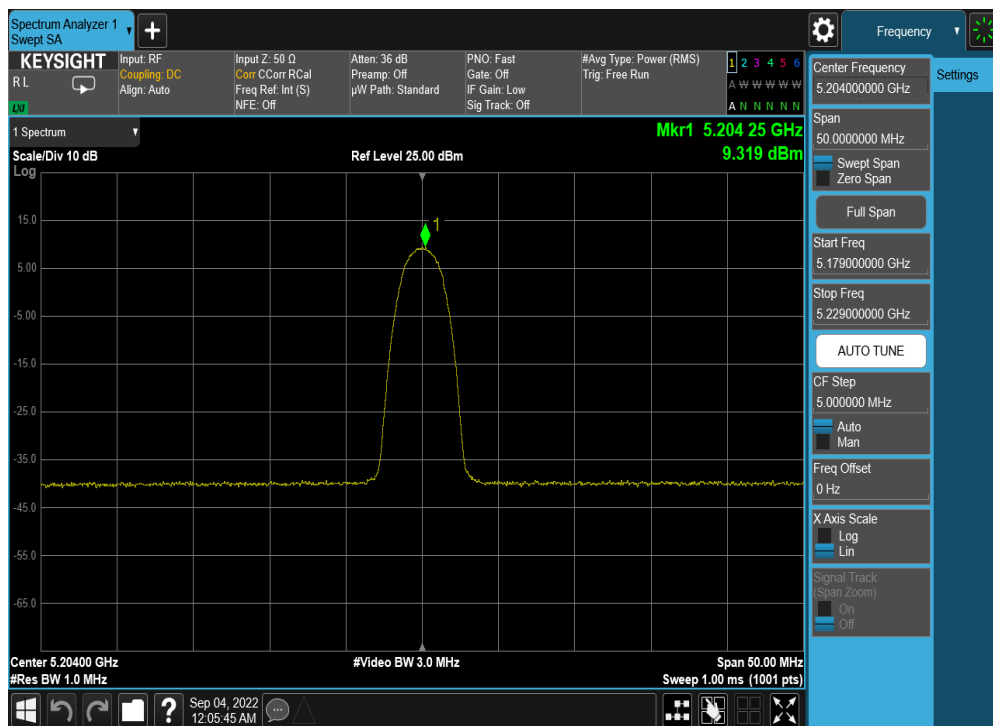 Spectrum Analyzer 1
Swept SA
Frequency
KEYSIGHT
R L
LXI
Input: RF
Coupling: DC
Align: Auto
Input Z: 50 Ω
Corr CCorr RCal
Freq Ref: Int (S)
NFE: Off
Atten: 36 dB
Preamp: Off
µW Path: Standard
PNO: Fast
Gate: Off
IF Gain: Low
Sig Track: Off
#Avg Type: Power (RMS)
Trig: Free Run
1 2 3 4 5 6
A W W W W W
A N N N N N
1 Spectrum
Mkr1 5.204 25 GHz
9.319 dBm
Scale/Div 10 dB
Ref Level 25.00 dBm
Log
1
15.0
5.00
-5.00
-15.0
-25.0
-35.0
-45.0
-55.0
-65.0
Center 5.20400 GHz
#Video BW 3.0 MHz
Span 50.00 MHz
#Res BW 1.0 MHz
Sweep 1.00 ms (1001 pts)
Center Frequency
5.204000000 GHz
Settings
Span
50.0000000 MHz
Swept Span
Zero Span
Full Span
Start Freq
5.179000000 GHz
Stop Freq
5.229000000 GHz
AUTO TUNE
CF Step
5.000000 MHz
Auto
Man
Freq Offset
0 Hz
X Axis Scale
Log
Lin
Signal Track
(Span Zoom)
On
Off
?
Sep 04, 2022
12:05:45 AM